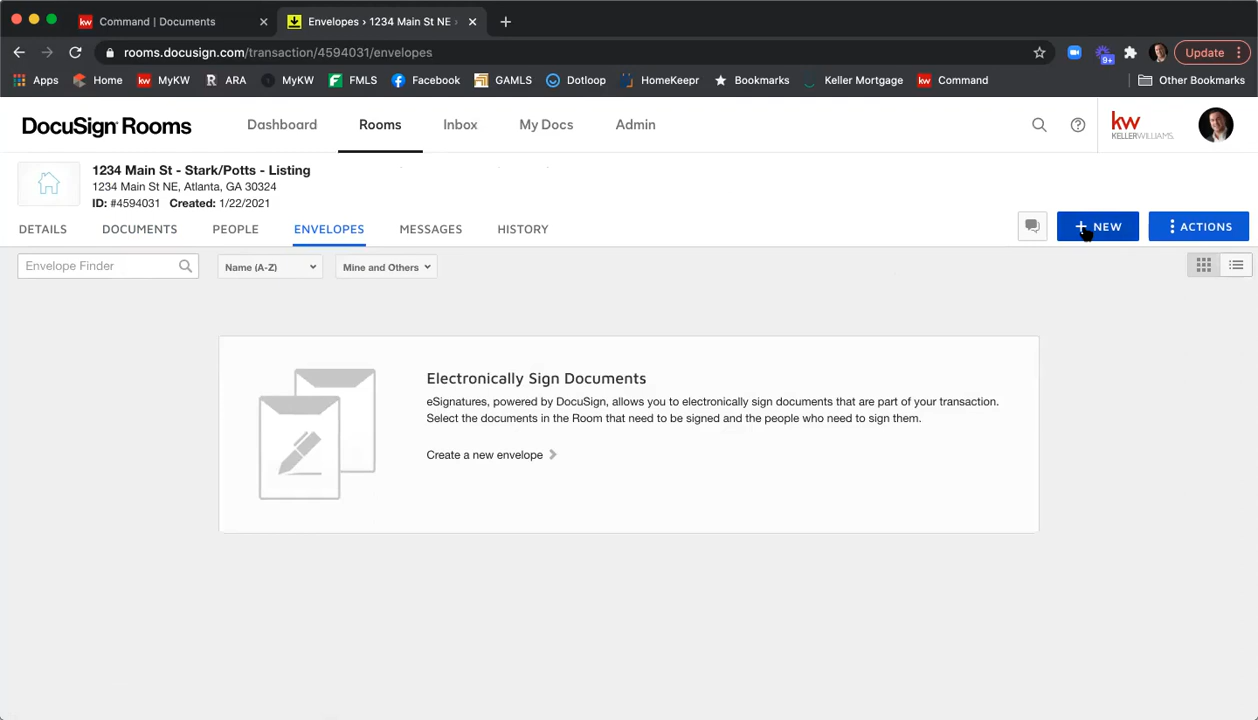 Command | Documents
Envelopes › 1234 Main St NE
rooms.docusign.com/transaction/4594031/envelopes
Update
Apps Home MyKW ARA MyKW FMLS Facebook GAMLS Dotloop HomeKeepr Bookmarks Keller Mortgage Command Other Bookmarks
9+
DocuSign Rooms Dashboard Rooms Inbox My Docs Admin
kw
KELLERWILLIAMS.
1234 Main St - Stark/Potts - Listing
1234 Main St NE, Atlanta, GA 30324
ID: #4594031 Created: 1/22/2021
DETAILS DOCUMENTS PEOPLE ENVELOPES MESSAGES HISTORY
+ NEW ACTIONS
Envelope Finder Name (A-Z) Mine and Others
Electronically Sign Documents
eSignatures, powered by DocuSign, allows you to electronically sign documents that are part of your transaction.
Select the documents in the Room that need to be signed and the people who need to sign them.
Create a new envelope